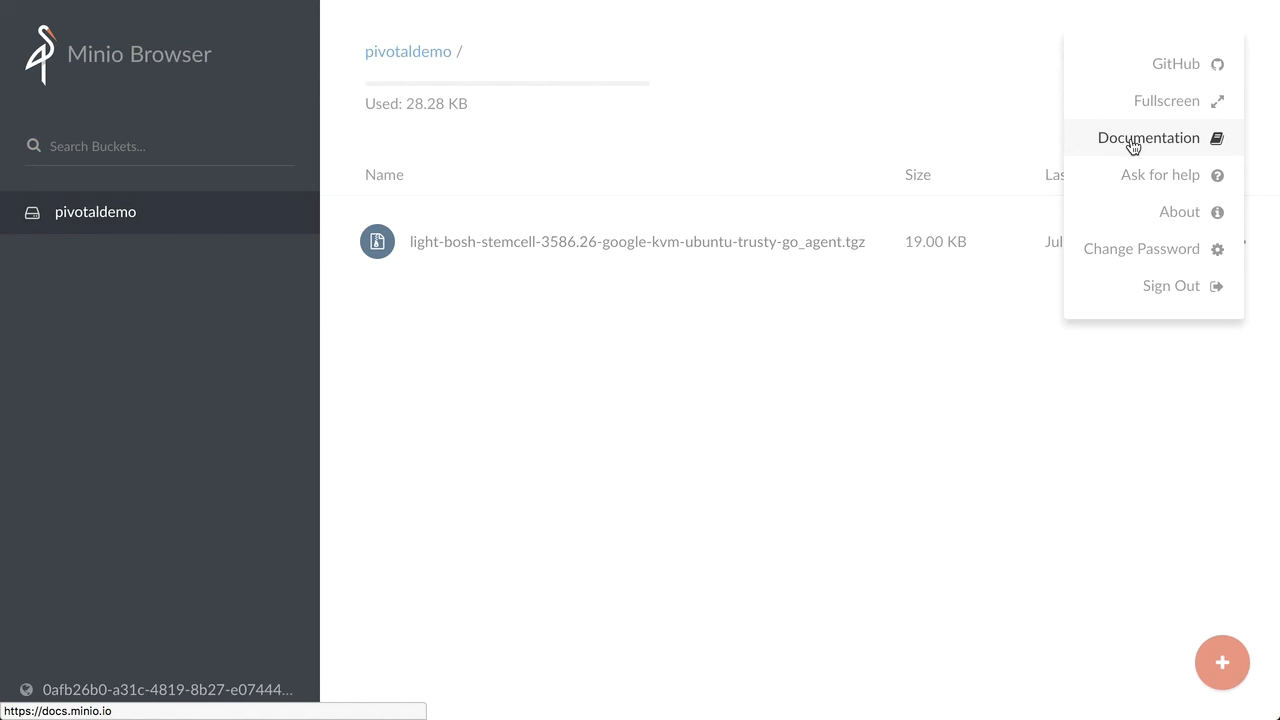 Minio Browser
Search Buckets...
pivotaldemo
0afb26b0-a31c-4819-8b27-e07444...
https://docs.minio.io
pivotaldemo /
Used: 28.28 KB
Name Size Las
light-bosh-stemcell-3586.26-google-kvm-ubuntu-trusty-go_agent.tgz 19.00 KB Jul
GitHub
Fullscreen
Documentation
Ask for help
About
Change Password
Sign Out